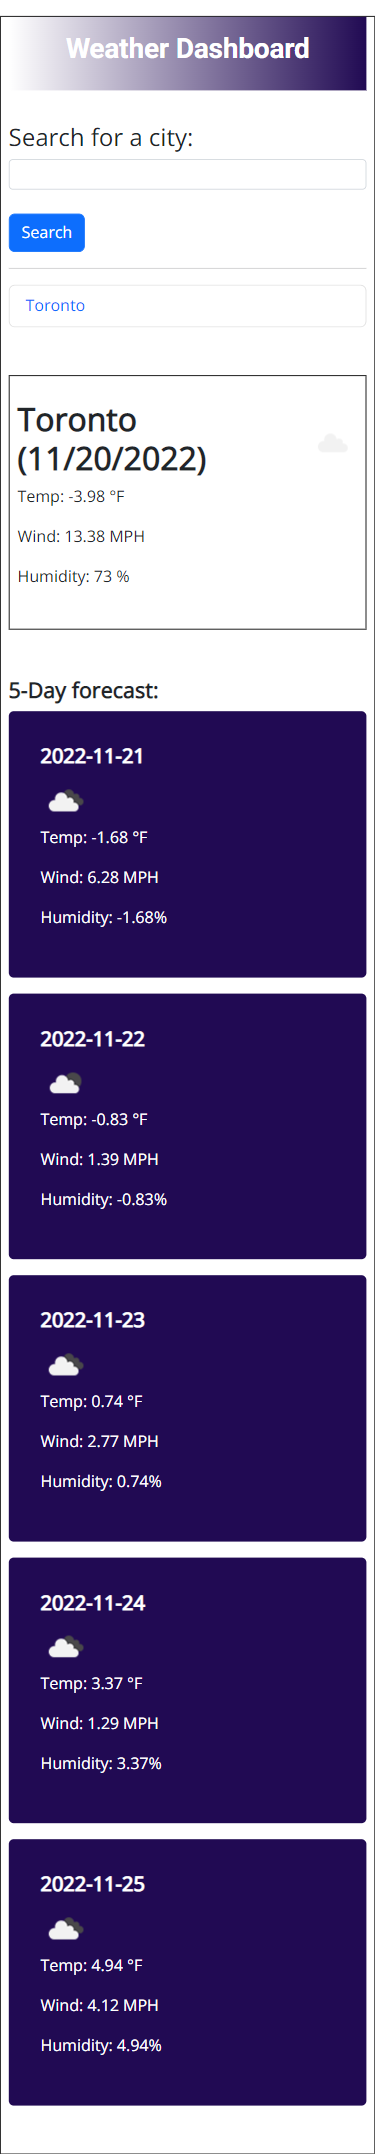 Weather Dashboard
Search for a city:
Search
Toronto
Toronto
(11/20/2022)
Temp: -3.98 °F
Wind: 13.38 MPH
Humidity: 73 %
5-Day forecast:
2022-11-21
Temp: -1.68 °F
Wind: 6.28 MPH
Humidity: -1.68%
2022-11-22
Temp: -0.83 °F
Wind: 1.39 MPH
Humidity: -0.83%
2022-11-23
Temp: 0.74 °F
Wind: 2.77 MPH
Humidity: 0.74%
2022-11-24
Temp: 3.37 °F
Wind: 1.29 MPH
Humidity: 3.37%
2022-11-25
Temp: 4.94 °F
Wind: 4.12 MPH
Humidity: 4.94%